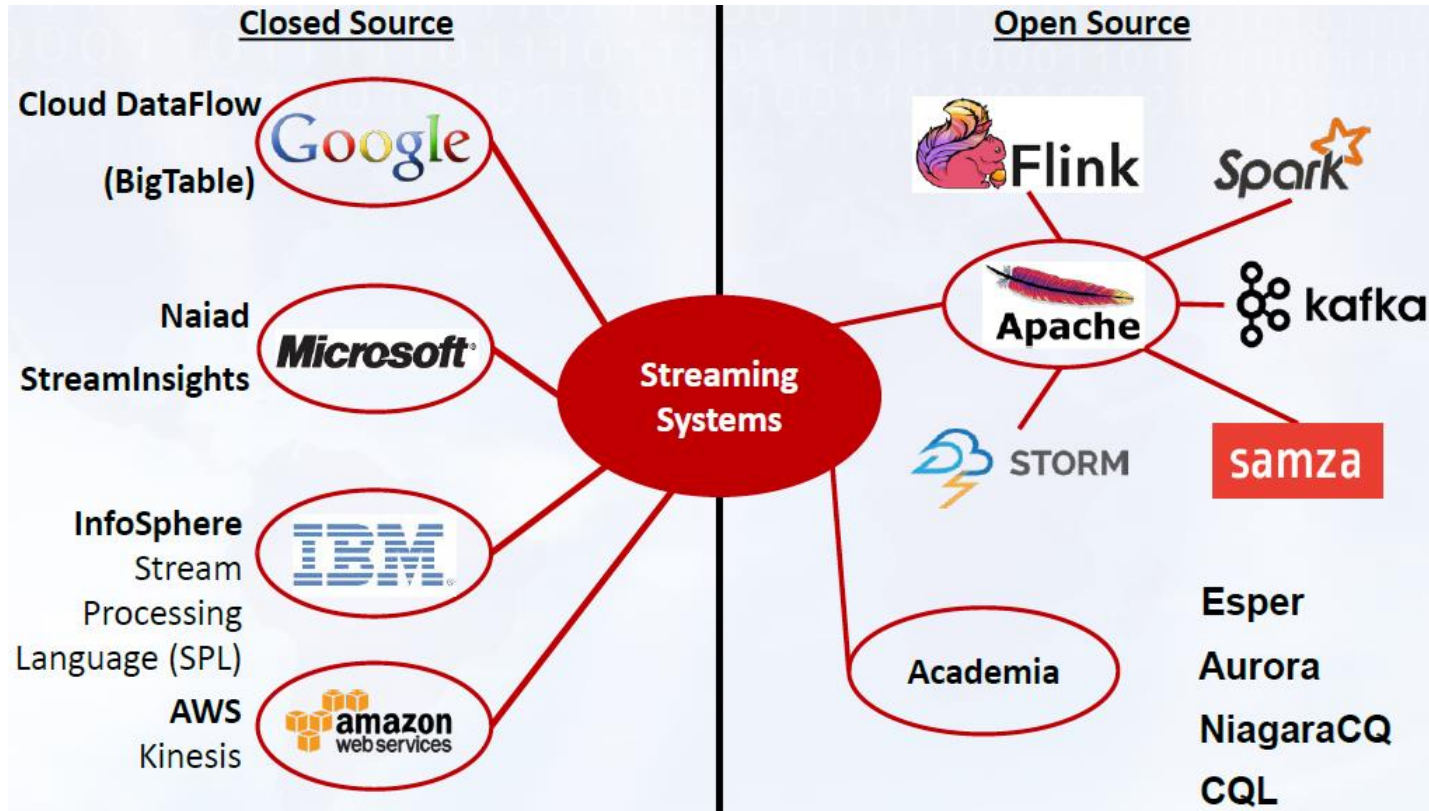 Closed Source
Cloud DataFlow
(BigTable)
Google
Naiad
StreamInsights
Microsoft
InfoSphere
Stream
Processing
Language (SPL)
IBM
AWS
Kinesis
amazon
web services
Streaming
Systems
Open Source
Flink
Spark
Apache
kafka
STORM
samza
Academia
Esper
Aurora
NiagaraCQ
CQL